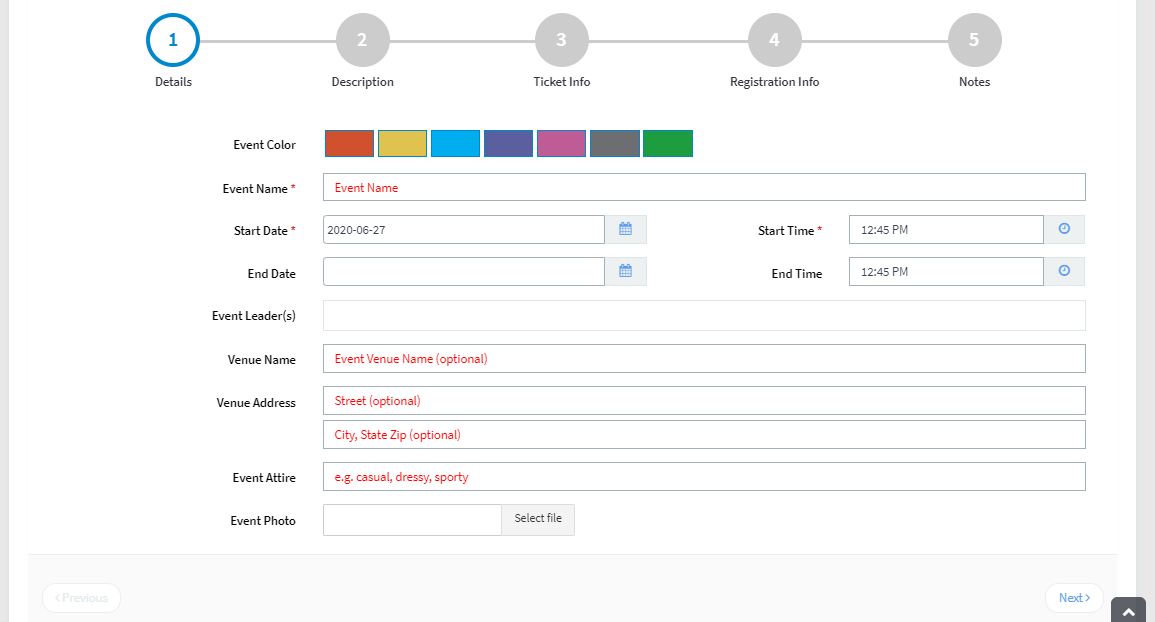 1 2 3 4 5
Details Description Ticket Info Registration Info Notes
Event Color
Event Name * Event Name
Start Date * 2020-06-27 Start Time * 12:45 PM
End Date End Time 12:45 PM
Event Leader(s)
Venue Name Event Venue Name (optional)
Venue Address Street (optional)
City, State Zip (optional)
Event Attire e.g. casual, dressy, sporty
Event Photo Select file
Previous Next